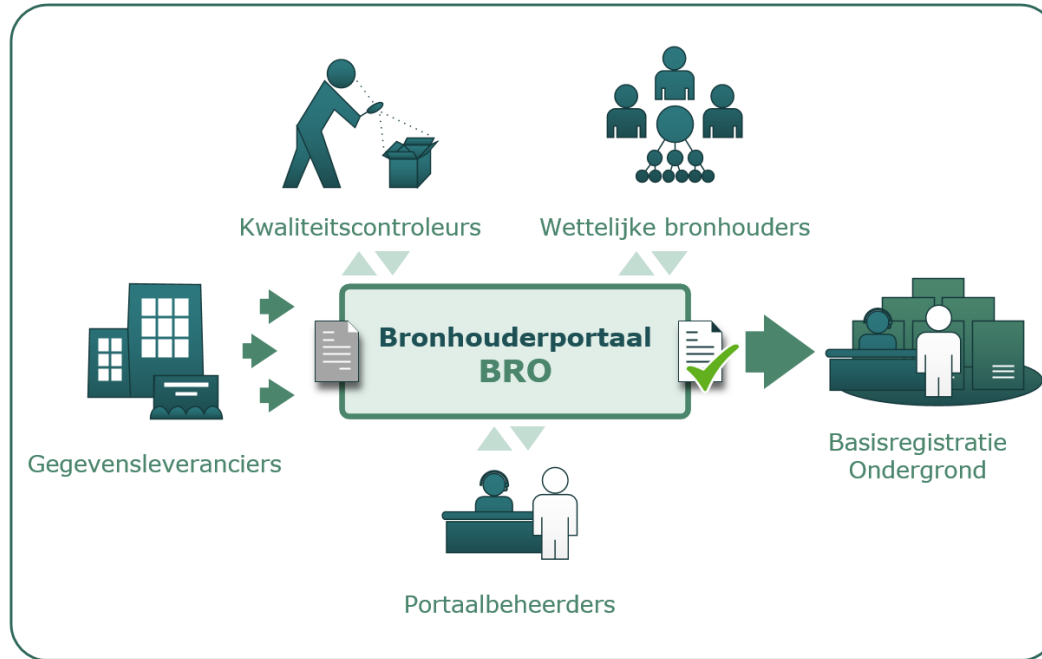 Kwaliteitscontroleurs
Wettelijke bronhouders
Bronhouderportaal
BRO
Gegevensleveranciers
Basisregistratie
Ondergrond
Portaalbeheerders